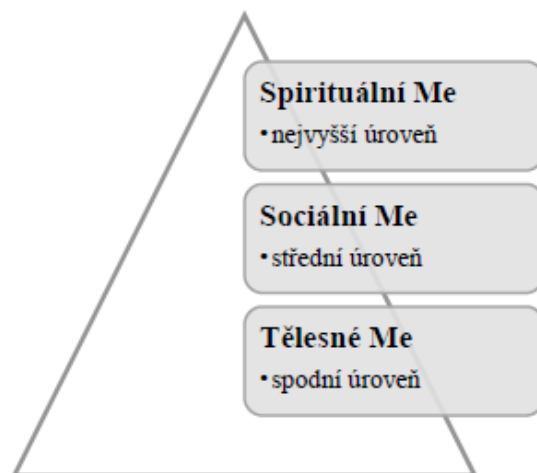 Spirituální Me
•nejvyšší úroveň
Sociální Me
•střední úroveň
Tělesné Me
•spodní úroveň